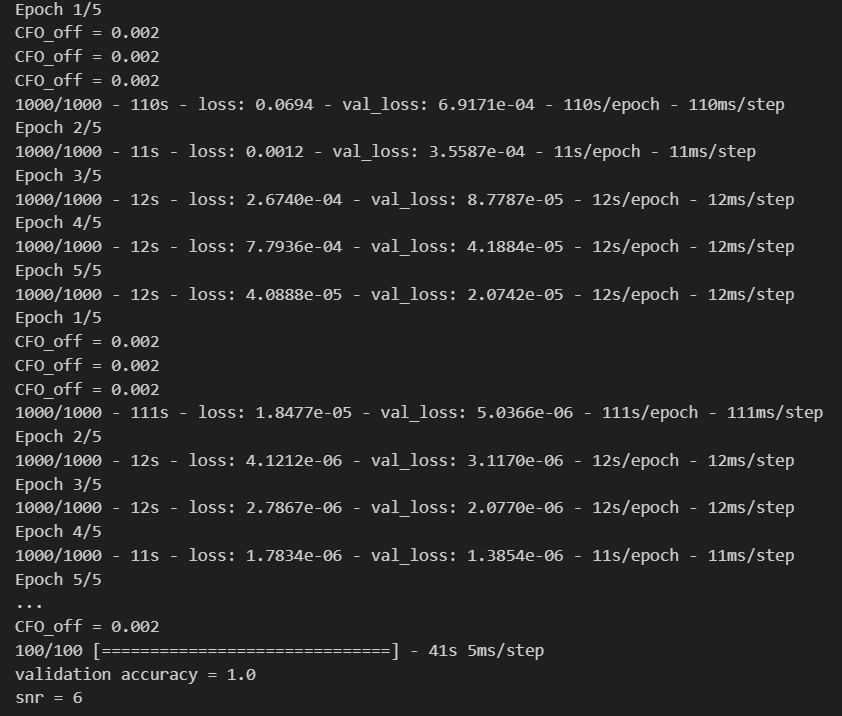 Epoch 1/5
CFO_off = 0.002
CFO_off = 0.002
CFO_off = 0.002
1000/1000 - 110s - loss: 0.0694 - val_loss: 6.9171e-04 - 110s/epoch - 110ms/step
Epoch 2/5
1000/1000 - 11s - loss: 0.0012 - val_loss: 3.5587e-04 - 11s/epoch - 11ms/step
Epoch 3/5
1000/1000 - 12s - loss: 2.6740e-04 - val_loss: 8.7787e-05 - 12s/epoch - 12ms/step
Epoch 4/5
1000/1000 - 12s - loss: 7.7936e-04 - val_loss: 4.1884e-05 - 12s/epoch - 12ms/step
Epoch 5/5
1000/1000 - 12s - loss: 4.0888e-05 - val_loss: 2.0742e-05 - 12s/epoch - 12ms/step
Epoch 1/5
CFO_off = 0.002
CFO_off = 0.002
CFO_off = 0.002
1000/1000 - 111s - loss: 1.8477e-05 - val_loss: 5.0366e-06 - 111s/epoch - 111ms/step
Epoch 2/5
1000/1000 - 12s - loss: 4.1212e-06 - val_loss: 3.1170e-06 - 12s/epoch - 12ms/step
Epoch 3/5
1000/1000 - 12s - loss: 2.7867e-06 - val_loss: 2.0770e-06 - 12s/epoch - 12ms/step
Epoch 4/5
1000/1000 - 11s - loss: 1.7834e-06 - val_loss: 1.3854e-06 - 11s/epoch - 11ms/step
Epoch 5/5
...
CFO_off = 0.002
100/100 [==============================] - 41s 5ms/step
validation accuracy = 1.0
snr = 6